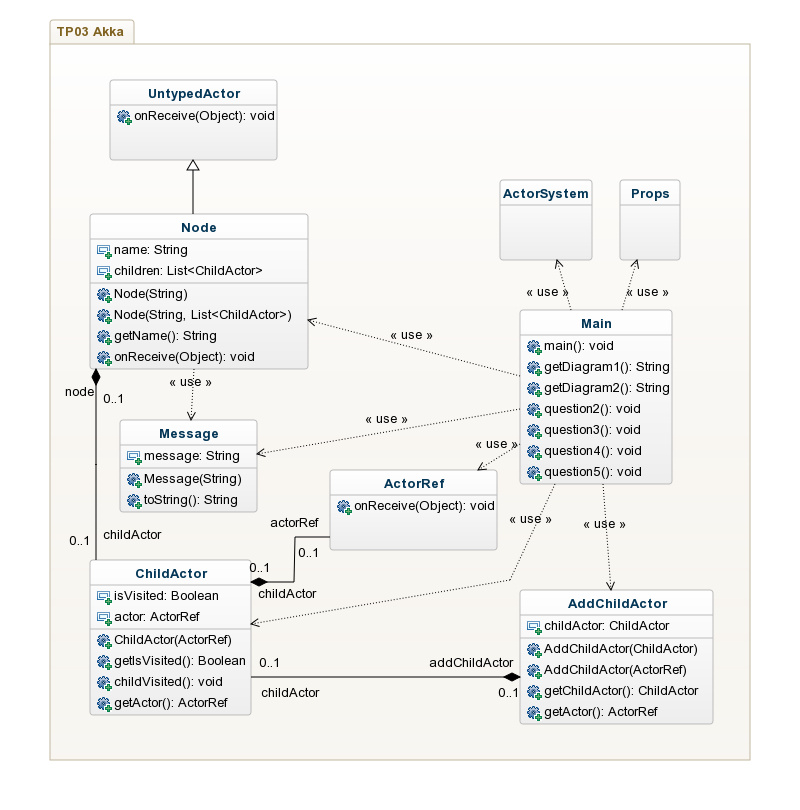 TP03 Akka
UntypedActor
onReceive(Object): void
ActorSystem
Props
Node
name: String
children: List<ChildActor>
Node(String)
Node(String, List<ChildActor>)
getName(): String
onReceive(Object): void
« use »
« use »
Main
main(): void
getDiagram1(): String
getDiagram2(): String
question2(): void
question3(): void
question4(): void
question5(): void
« use »
« use »
node
0..1
« use »
Message
message: String
Message(String)
toString(): String
« use »
ActorRef
onReceive(Object): void
« use »
« use »
« use »
actorRef
0..1
0..1
childActor
0..1
childActor
ChildActor
isVisited: Boolean
actor: ActorRef
ChildActor(ActorRef)
getIsVisited(): Boolean
childVisited(): void
getActor(): ActorRef
0..1
childActor
addChildActor
0..1
AddChildActor
childActor: ChildActor
AddChildActor(ChildActor)
AddChildActor(ActorRef)
getChildActor(): ChildActor
getActor(): ActorRef